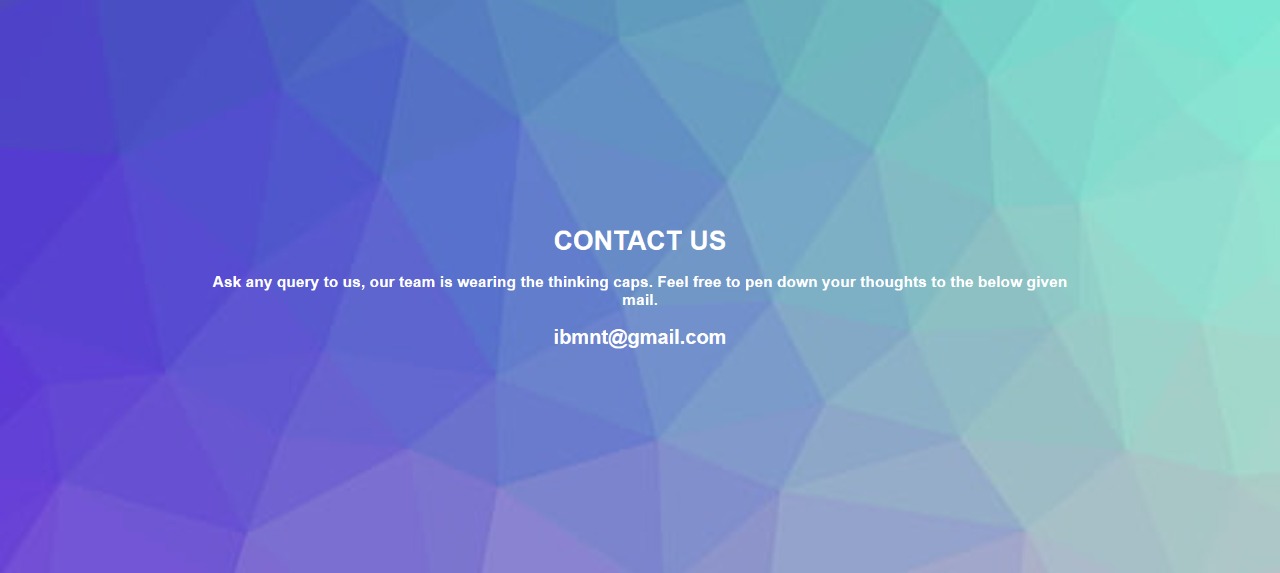 CONTACT US
Ask any query to us, our team is wearing the thinking caps. Feel free to pen down your thoughts to the below given
mail.
ibmnt@gmail.com